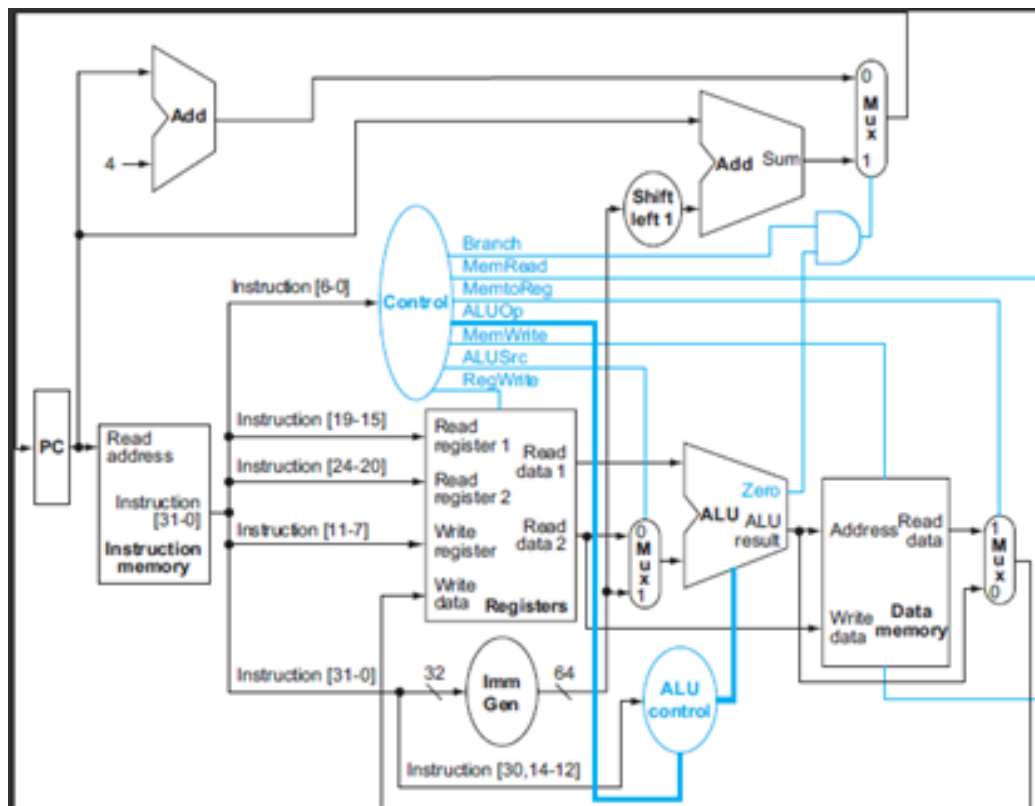 Add
4
0
Mux
1
Add Sum
Shift
left 1
Branch
MemRead
MemtoReg
ALUOp
MemWrite
ALUSrc
RegWrite
Control
Instruction [6-0]
PC
Read
address
Instruction
[31-0]
Instruction
memory
Instruction [19-15]
Instruction [24-20]
Instruction [11-7]
Instruction [31-0]
Read
register 1
Read
register 2
Write
register
Write
data
Read
data 1
Read
data 2
Registers
0
Mux
1
Zero
ALU
ALU
result
Address
Read
data
Write
data
Data
memory
1
Mux
0
32
Imm
Gen
64
ALU
control
Instruction [30,14-12]